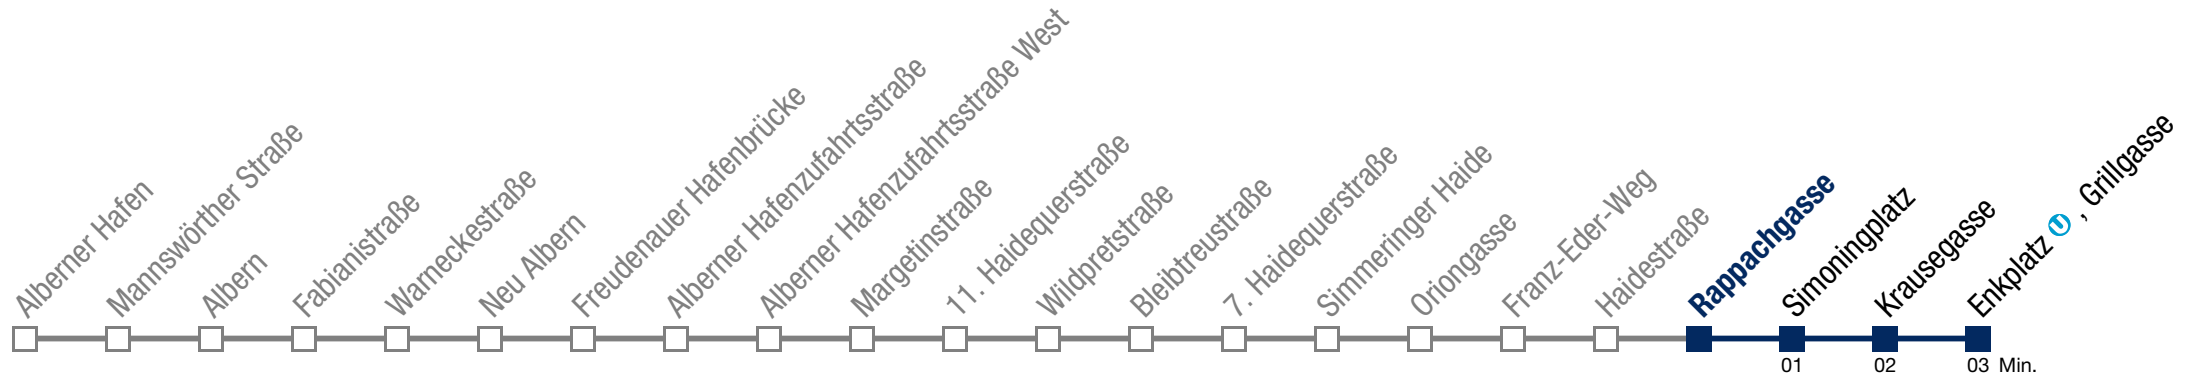 Alberner Hafen
Mannswörther Straße
Albern
Fabianistraße
Warneckestraße
Neu Albern
Freudenauer Hafenbrücke
Alberner Hafenzufahrtsstraße
Alberner Hafenzufahrtsstraße West
Margetinstraße
11. Haidequerstraße
Wildpretstraße
Bleibtreustraße
7. Haidequerstraße
Simmeringer Haide
Oriongasse
Franz-Eder-Weg
Haidestraße
Rappachgasse
Simoningplatz
Krausegasse
Enkplatz U , Grillgasse
01 02 03 Min.